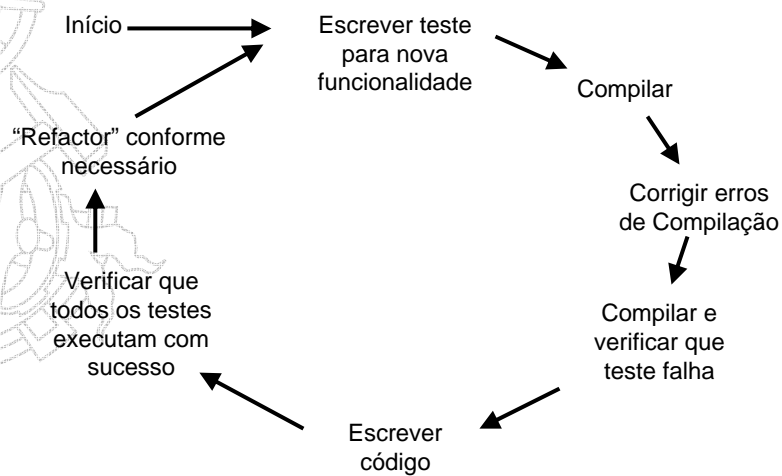 Início
Escrever teste
para nova
funcionalidade
Compilar
Corrigir erros
de Compilação
Compilar e
verificar que
teste falha
Escrever
código
Verificar que
todos os testes
executam com
sucesso
“Refactor” conforme
necessário